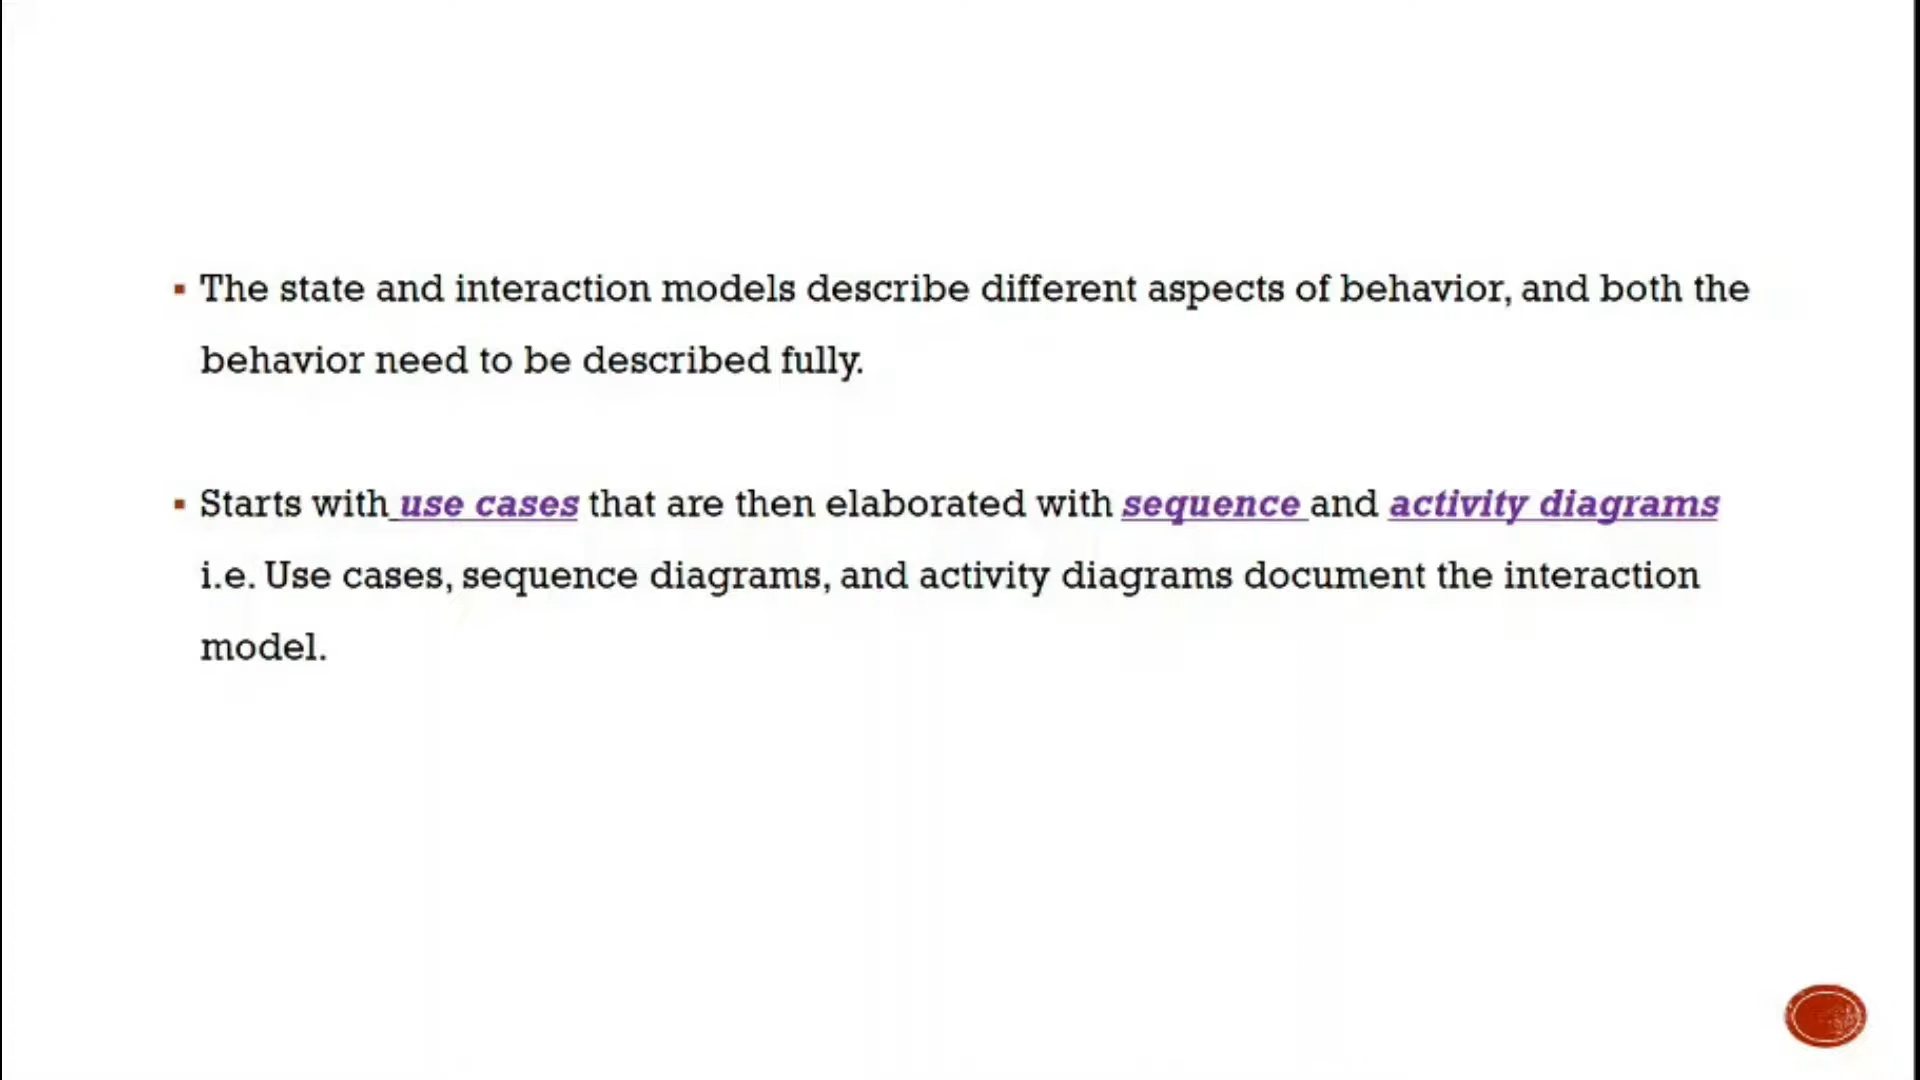 ▪ The state and interaction models describe different aspects of behavior, and both the
behavior need to be described fully.
▪ Starts with use cases that are then elaborated with sequence and activity diagrams
i.e. Use cases, sequence diagrams, and activity diagrams document the interaction
model.